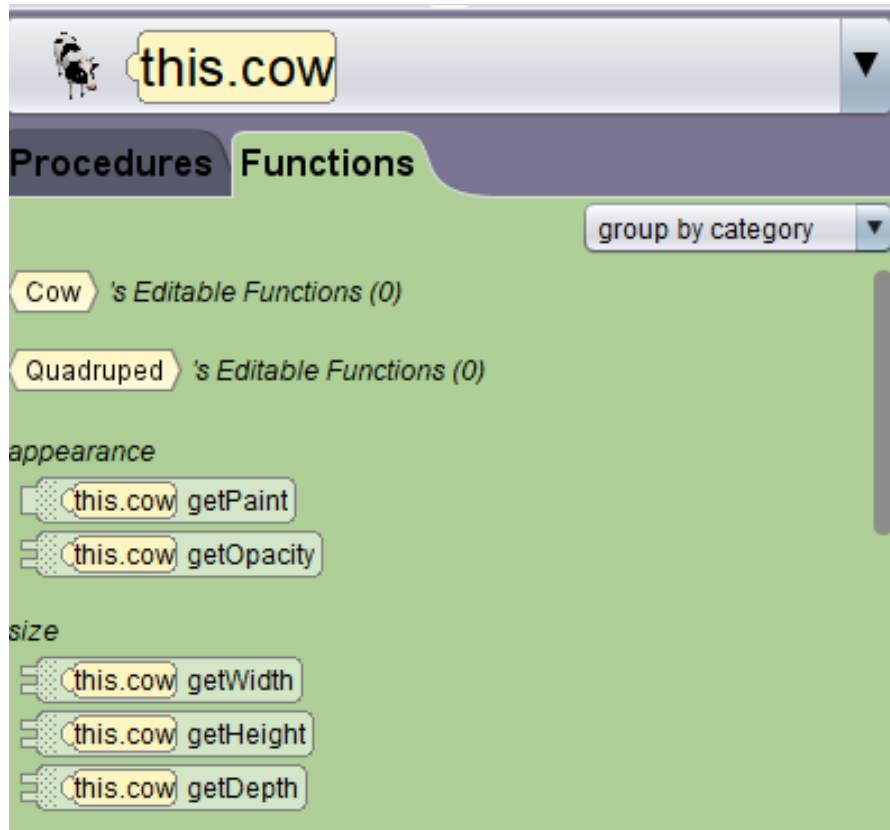 this.cow
Procedures Functions
group by category
Cow 's Editable Functions (0)
Quadruped 's Editable Functions (0)
appearance
this.cow getPaint
this.cow getOpacity
size
this.cow getWidth
this.cow getHeight
this.cow getDepth